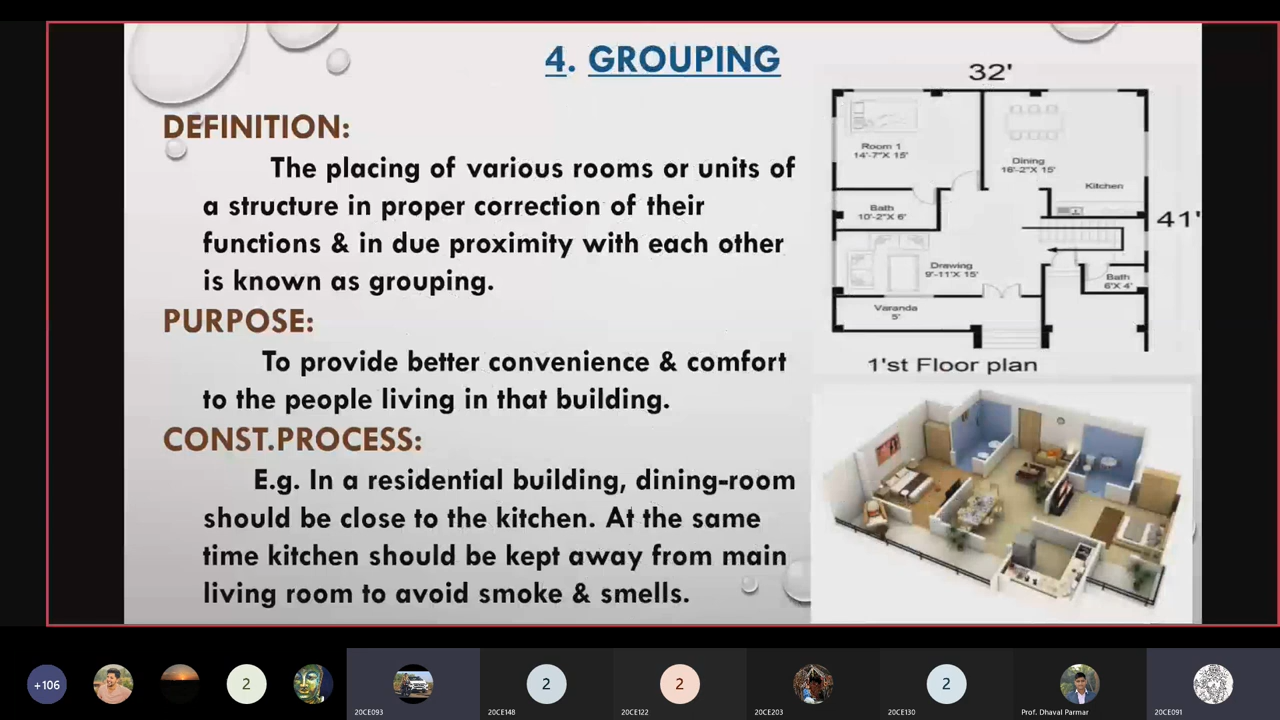 4. GROUPING
DEFINITION:
The placing of various rooms or units of
a structure in proper correction of their
functions & in due proximity with each other
is known as grouping.
PURPOSE:
To provide better convenience & comfort
to the people living in that building.
CONST.PROCESS:
E.g. In a residential building, dining-room
should be close to the kitchen. At the same
time kitchen should be kept away from main
living room to avoid smoke & smells.
32'
Room 1
14'-7"X 15'
Dining
16'-2"X 15'
Kitchen
Bath
10'-2"X 6'
41'
Drawing
9'-11'X 15'
Bath
6'X 4'
Varanda
5'
1'st Floor plan
+106
2
20CE093
2
20CE148
2
20CE122
20CE203
2
20CE130
Prof. Dhaval Parmar
20CE091